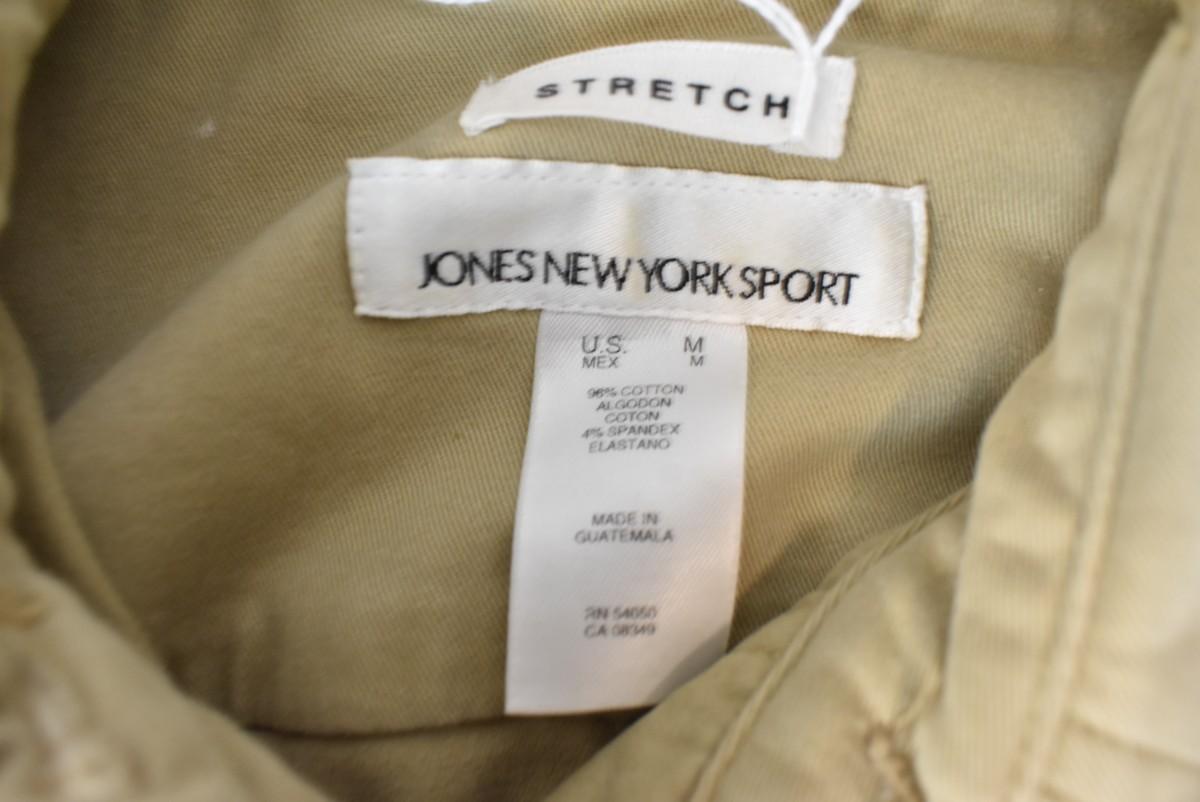 STRETCH
JONES NEW YORK SPORT
U.S. M
MEX M
96% COTTON
ALGODON
COTON
4% SPANDEX
ELASTANO
MADE IN
GUATEMALA
RN 54050
CA 08349